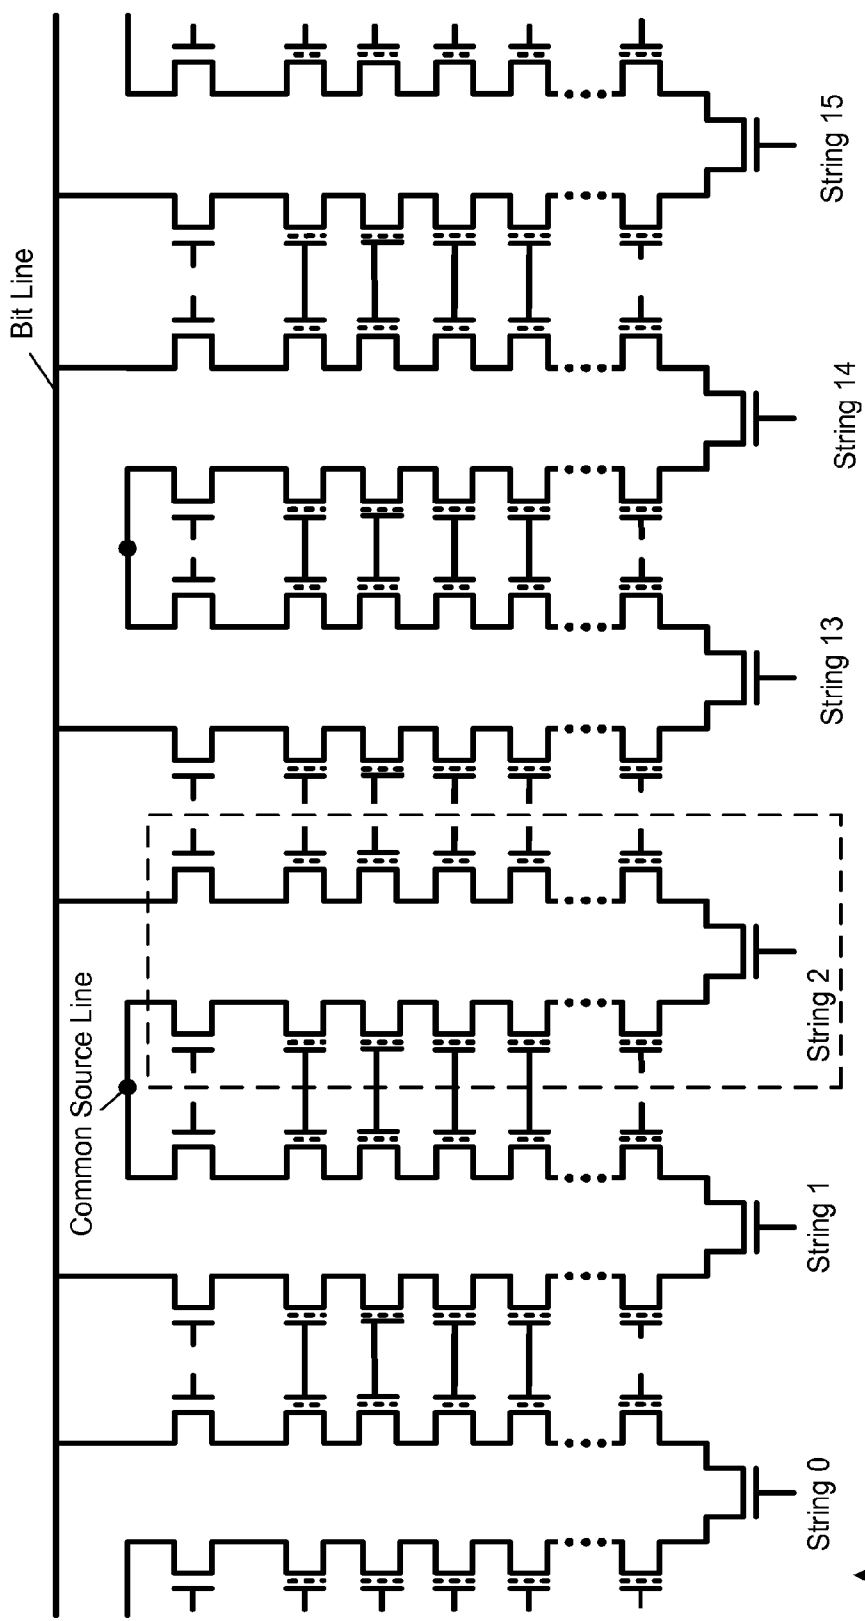 Bit Line
Common Source Line
String 0
String 1
String 2
String 13
String 14
String 15